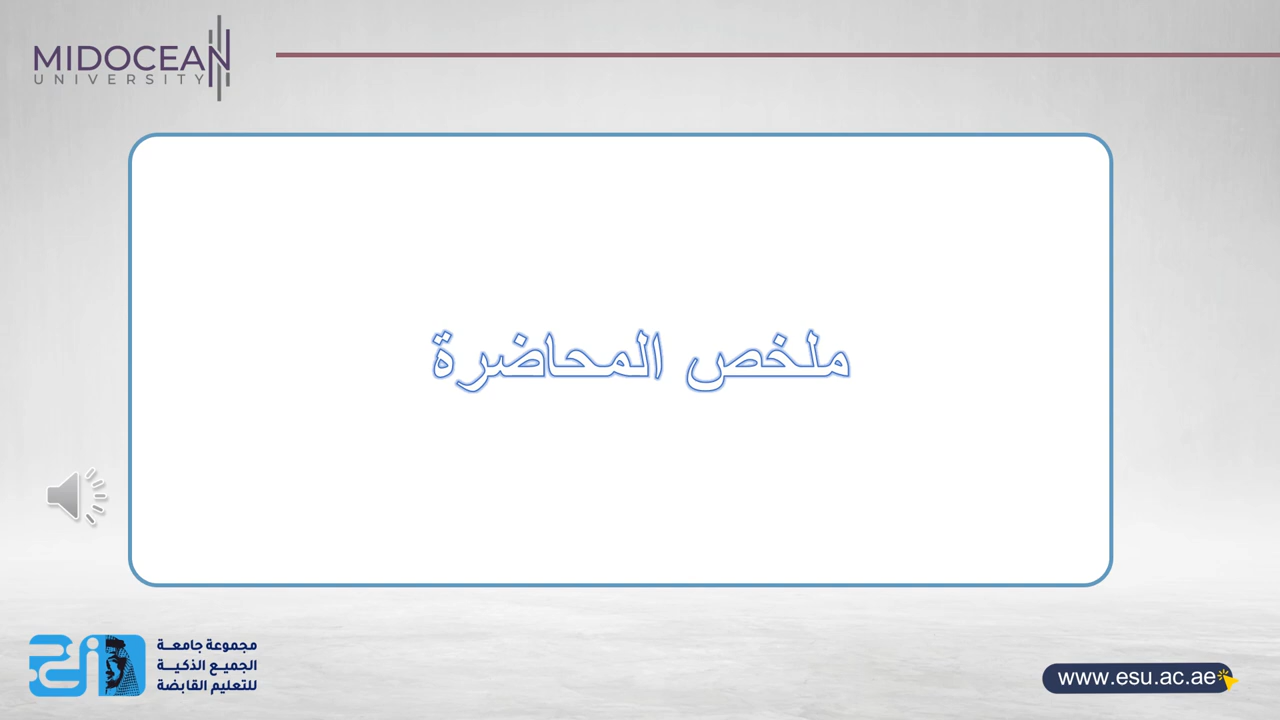 MIDOCEAN
UNIVERSITY
ملخص المحاضرة
مجموعة جامعة
الجميع الذكية
للتعليم القابضة
www.esu.ac.ae